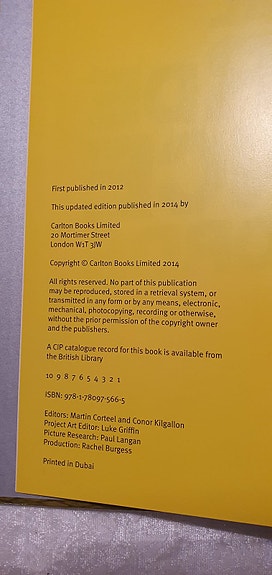 First published in 2012
This updated edition published in 2014 by
Carlton Books Limited
20 Mortimer Street
London W1T 3JW
Copyright © Carlton Books Limited 2014
All rights reserved. No part of this publication
may be reproduced, stored in a retrieval system, or
transmitted in any form or by any means, electronic,
mechanical, photocopying, recording or otherwise,
without the prior permission of the copyright owner
and the publishers.
A CIP catalogue record for this book is available from
the British Library
10 9 8 7 6 5 4 3 2 1
ISBN: 978-1-78097-566-5
Editors: Martin Corteel and Conor Kilgallon
Project Art Editor: Luke Griffin
Picture Research: Paul Langan
Production: Rachel Burgess
Printed in Dubai